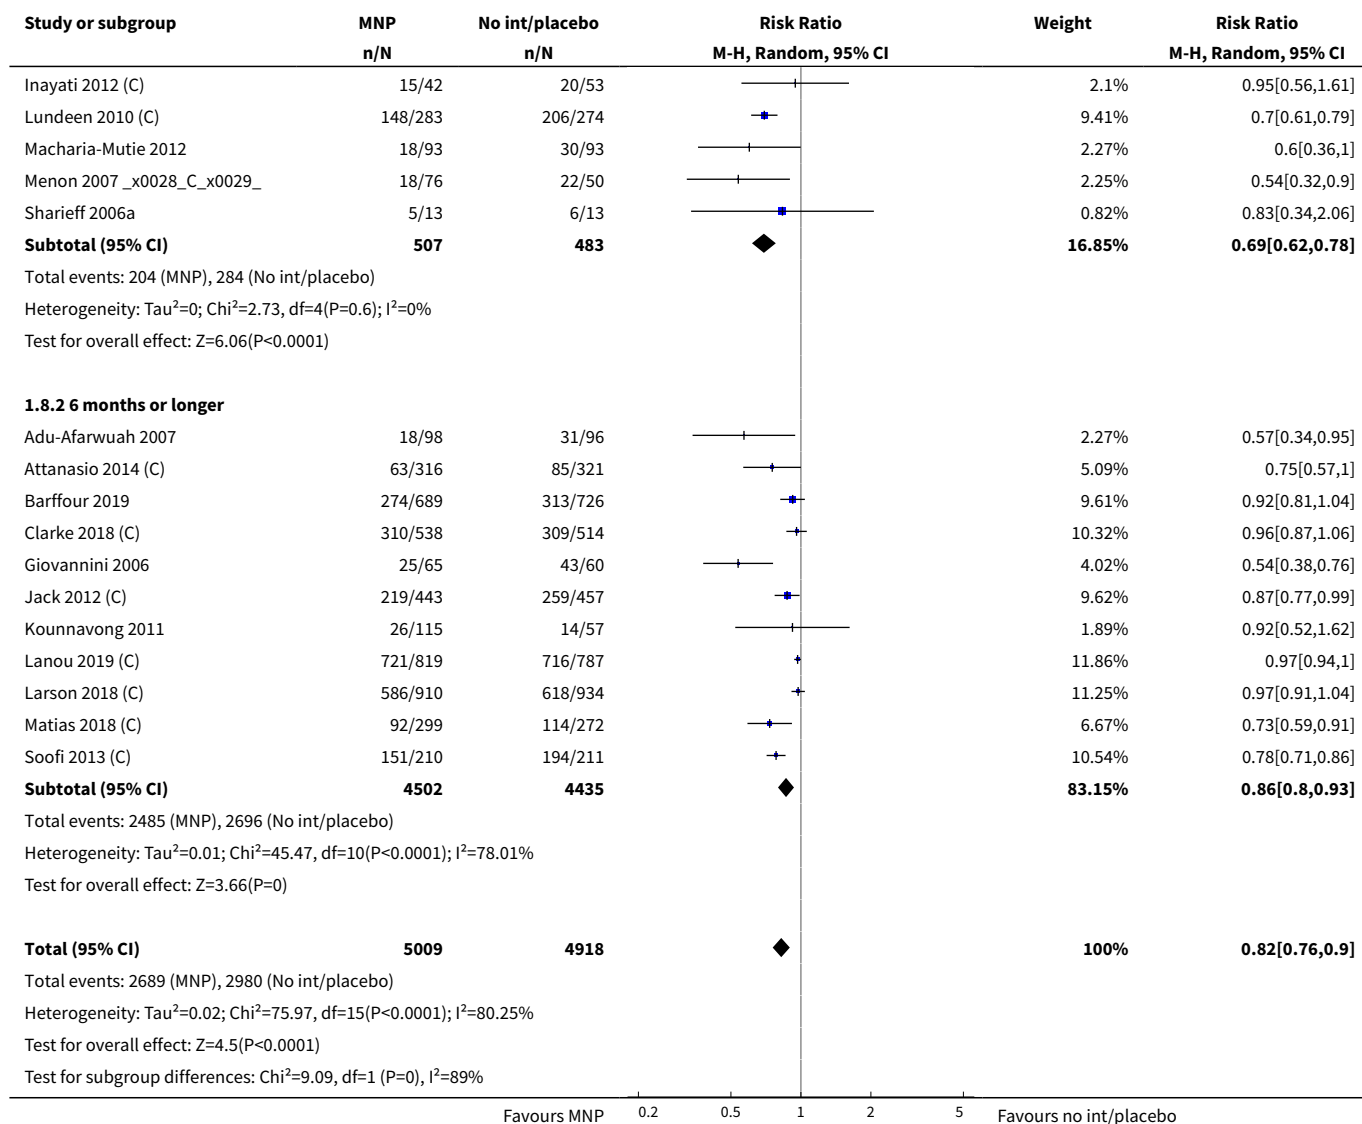 Study or subgroup MNP No int/placebo Risk Ratio Weight Risk Ratio
n/N n/N M-H, Random, 95% CI M-H, Random, 95% CI
Inayati 2012 (C) 15/42 20/53 2.1% 0.95[0.56,1.61]
Lundeen 2010 (C) 148/283 206/274 9.41% 0.7[0.61,0.79]
Macharia-Mutie 2012 18/93 30/93 2.27% 0.6[0.36,1]
Menon 2007 _x0028_C_x0029_ 18/76 22/50 2.25% 0.54[0.32,0.9]
Sharieff 2006a 5/13 6/13 0.82% 0.83[0.34,2.06]
Subtotal (95% CI) 507 483 16.85% 0.69[0.62,0.78]
Total events: 204 (MNP), 284 (No int/placebo)
Heterogeneity: Tau²=0; Chi²=2.73, df=4(P=0.6); I²=0%
Test for overall effect: Z=6.06(P<0.0001)
1.8.2 6 months or longer
Adu-Afarwuah 2007 18/98 31/96 2.27% 0.57[0.34,0.95]
Attanasio 2014 (C) 63/316 85/321 5.09% 0.75[0.57,1]
Barffour 2019 274/689 313/726 9.61% 0.92[0.81,1.04]
Clarke 2018 (C) 310/538 309/514 10.32% 0.96[0.87,1.06]
Giovannini 2006 25/65 43/60 4.02% 0.54[0.38,0.76]
Jack 2012 (C) 219/443 259/457 9.62% 0.87[0.77,0.99]
Kounnavong 2011 26/115 14/57 1.89% 0.92[0.52,1.62]
Lanou 2019 (C) 721/819 716/787 11.86% 0.97[0.94,1]
Larson 2018 (C) 586/910 618/934 11.25% 0.97[0.91,1.04]
Matias 2018 (C) 92/299 114/272 6.67% 0.73[0.59,0.91]
Soofi 2013 (C) 151/210 194/211 10.54% 0.78[0.71,0.86]
Subtotal (95% CI) 4502 4435 83.15% 0.86[0.8,0.93]
Total events: 2485 (MNP), 2696 (No int/placebo)
Heterogeneity: Tau²=0.01; Chi²=45.47, df=10(P<0.0001); I²=78.01%
Test for overall effect: Z=3.66(P=0)
Total (95% CI) 5009 4918 100% 0.82[0.76,0.9]
Total events: 2689 (MNP), 2980 (No int/placebo)
Heterogeneity: Tau²=0.02; Chi²=75.97, df=15(P<0.0001); I²=80.25%
Test for overall effect: Z=4.5(P<0.0001)
Test for subgroup differences: Chi²=9.09, df=1 (P=0), I²=89%
Favours MNP 0.2 0.5 1 2 5 Favours no int/placebo